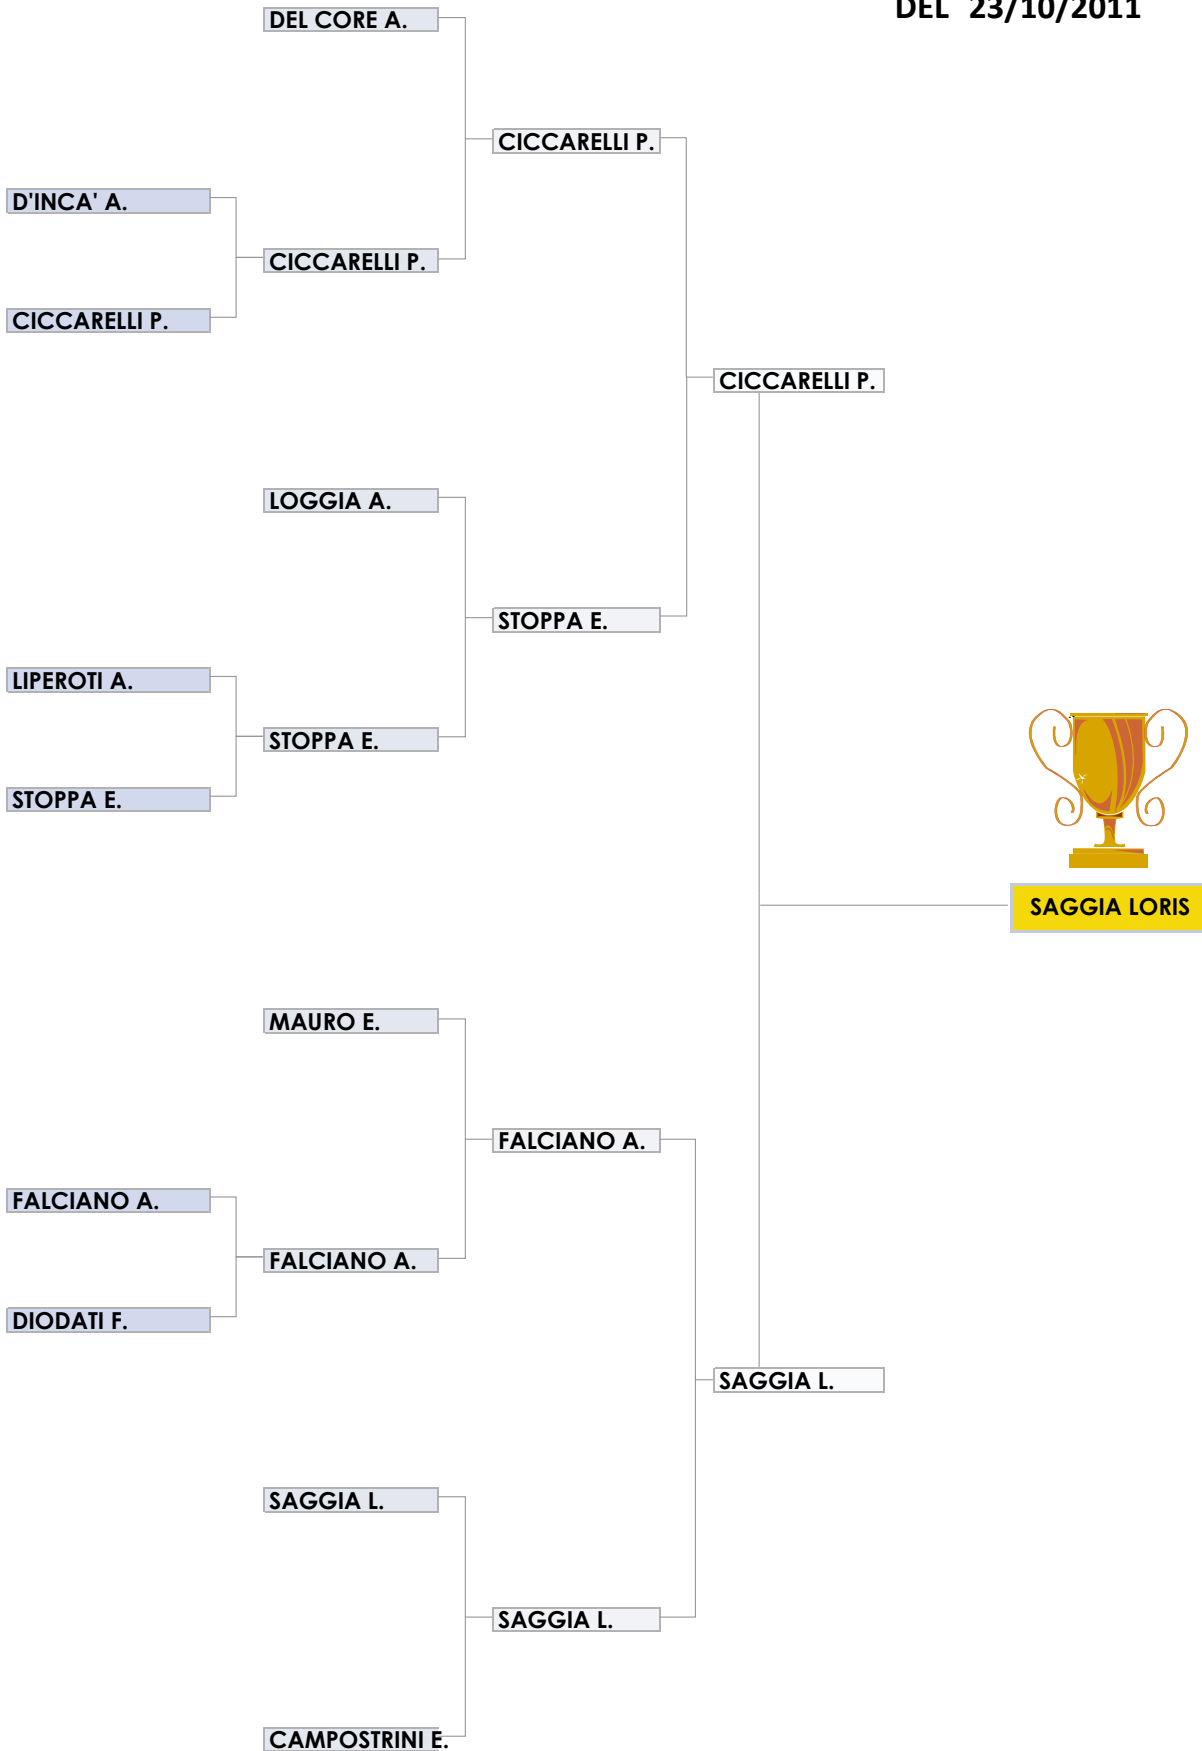 DEL 23/10/2011
DEL CORE A.
CICCARELLI P.
D'INCA' A.
CICCARELLI P.
CICCARELLI P.
CICCARELLI P.
LOGGIA A.
STOPPA E.
LIPEROTI A.
STOPPA E.
STOPPA E.
SAGGIA LORIS
MAURO E.
FALCIANO A.
FALCIANO A.
FALCIANO A.
DIODATI F.
SAGGIA L.
SAGGIA L.
SAGGIA L.
CAMPOSTRINI E.